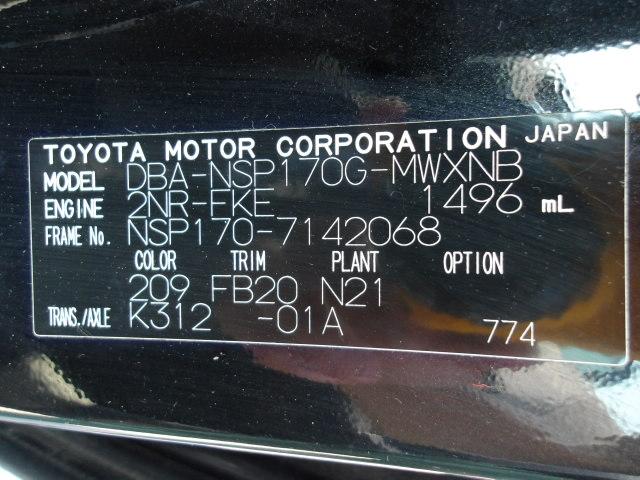 TOYOTA MOTOR CORPORATION JAPAN
MODEL DBA-NSP170G-MWXNB
ENGINE 2NR-FKE 1496 mL
FRAME No. NSP170-7142068
COLOR TRIM PLANT OPTION
209 FB20 N21
TRANS./AXLE K312 -01A 774